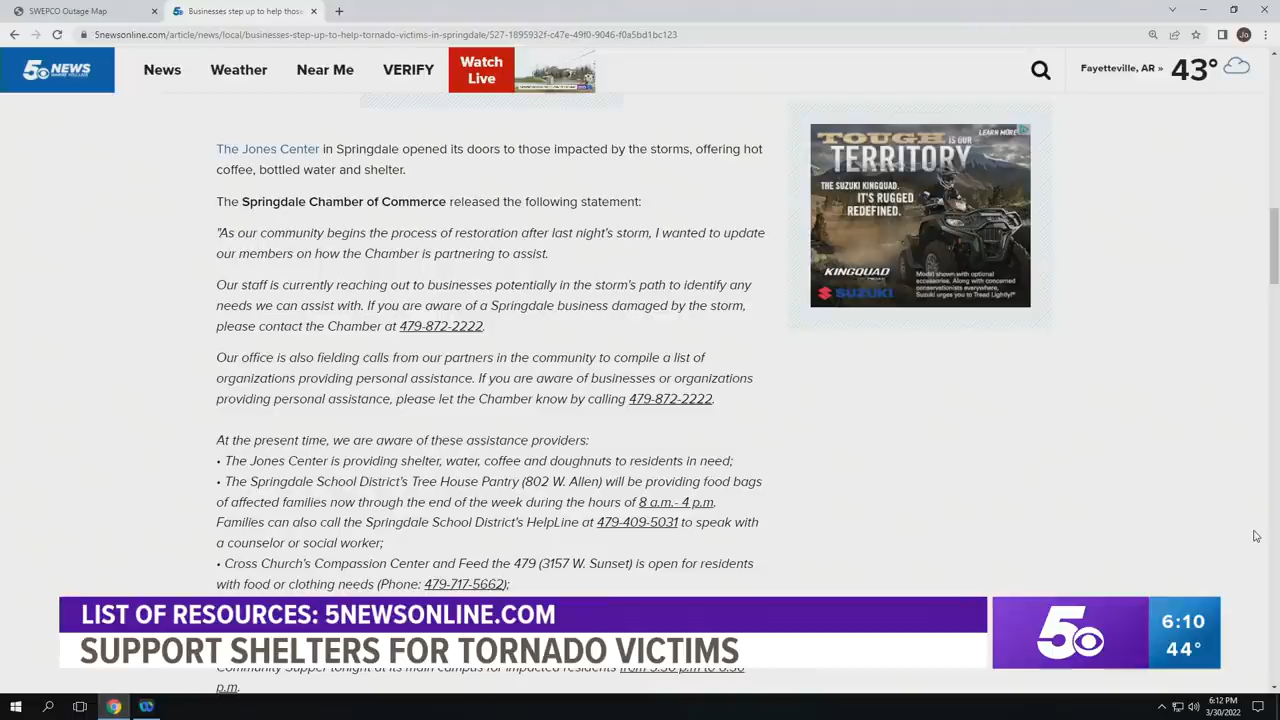 SWEPCO Outage Map
Businesses step up to help those
5newsonline.com/article/news/local/businesses-step-up-to-help-tornado-victims-in-springdale/527-1895932f-c47e-49f0-9046-f0a5bd1bc123
Jo
5 NEWS
News
Weather
Near Me
VERIFY
Watch
Live
Fayetteville, AR »
43°
The Jones Center in Springdale opened its doors to those impacted by the storms, offering hot
coffee, bottled water and shelter.
The Springdale Chamber of Commerce released the following statement:
"As our community begins the process of restoration after last night's storm, I wanted to update
our members on how the Chamber is partnering to assist.
Our staff is currently reaching out to businesses potentially in the storm's path to identify any
needs we can assist with. If you are aware of a Springdale business damaged by the storm,
please contact the Chamber at 479-872-2222.
Our office is also fielding calls from our partners in the community to compile a list of
organizations providing personal assistance. If you are aware of businesses or organizations
providing personal assistance, please let the Chamber know by calling 479-872-2222.
At the present time, we are aware of these assistance providers:
• The Jones Center is providing shelter, water, coffee and doughnuts to residents in need;
• The Springdale School District's Tree House Pantry (802 W. Allen) will be providing food bags
of affected families now through the end of the week during the hours of 8 a.m.- 4 p.m.
Families can also call the Springdale School District's HelpLine at 479-409-5031 to speak with
a counselor or social worker;
• Cross Church's Compassion Center and Feed the 479 (3157 W. Sunset) is open for residents
with food or clothing needs (Phone: 479-717-5662);
Community Supper tonight at its main campus for impacted residents from 5:30 p.m to 6:30
p.m.
LEARN MORE
TOUGH IS OUR
TERRITORY
THE SUZUKI KINGQUAD.
IT'S RUGGED
REDEFINED.
KINGQUAD
SUZUKI
Model shown with optional
accessories. Along with concerned
conservationists everywhere,
Suzuki urges you to Tread Lightly!®
LIST OF RESOURCES: 5NEWSONLINE.COM
SUPPORT SHELTERS FOR TORNADO VICTIMS
5
6:10
44°
6:12 PM
3/30/2022